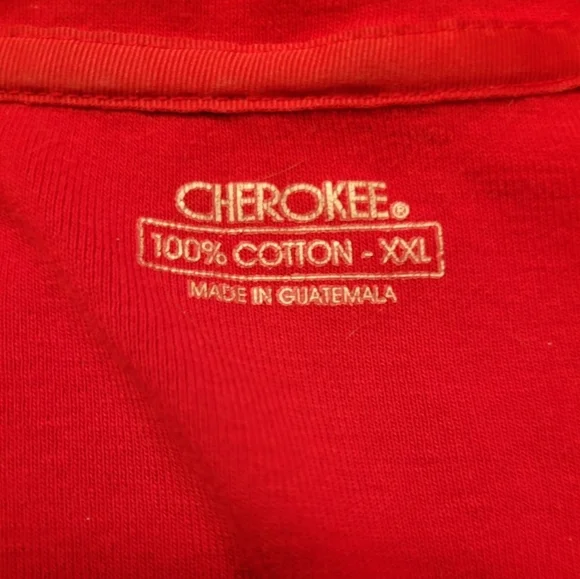 CHEROKEE®
100% COTTON - XXL
MADE IN GUATEMALA